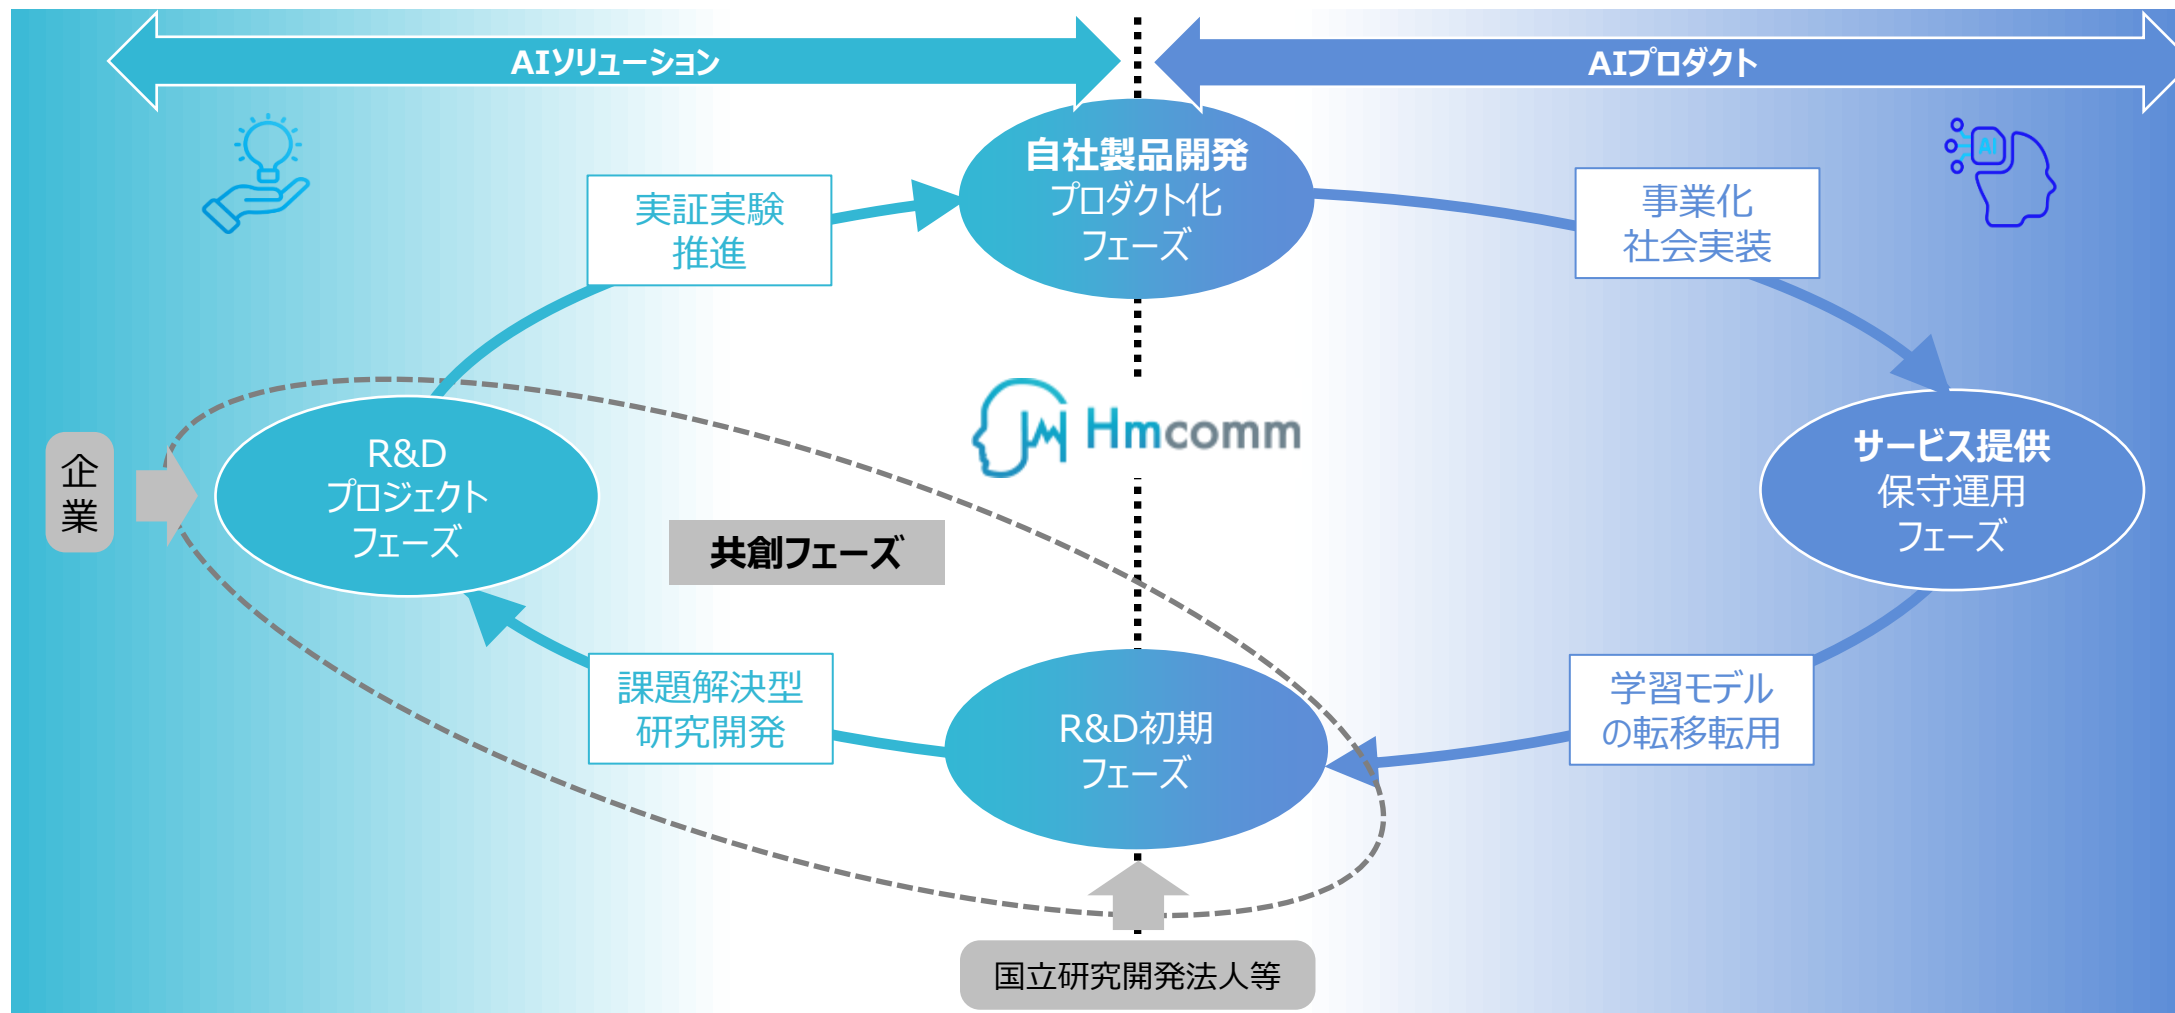 AIソリューション
AIプロダクト
自社製品開発
プロダクト化
フェーズ
AI
実証実験
推進
事業化
社会実装
Hmcomm
企
業
R&D
プロジェクト
フェーズ
サービス提供
保守運用
フェーズ
共創フェーズ
課題解決型
研究開発
R&D初期
フェーズ
学習モデル
の転移転用
国立研究開発法人等